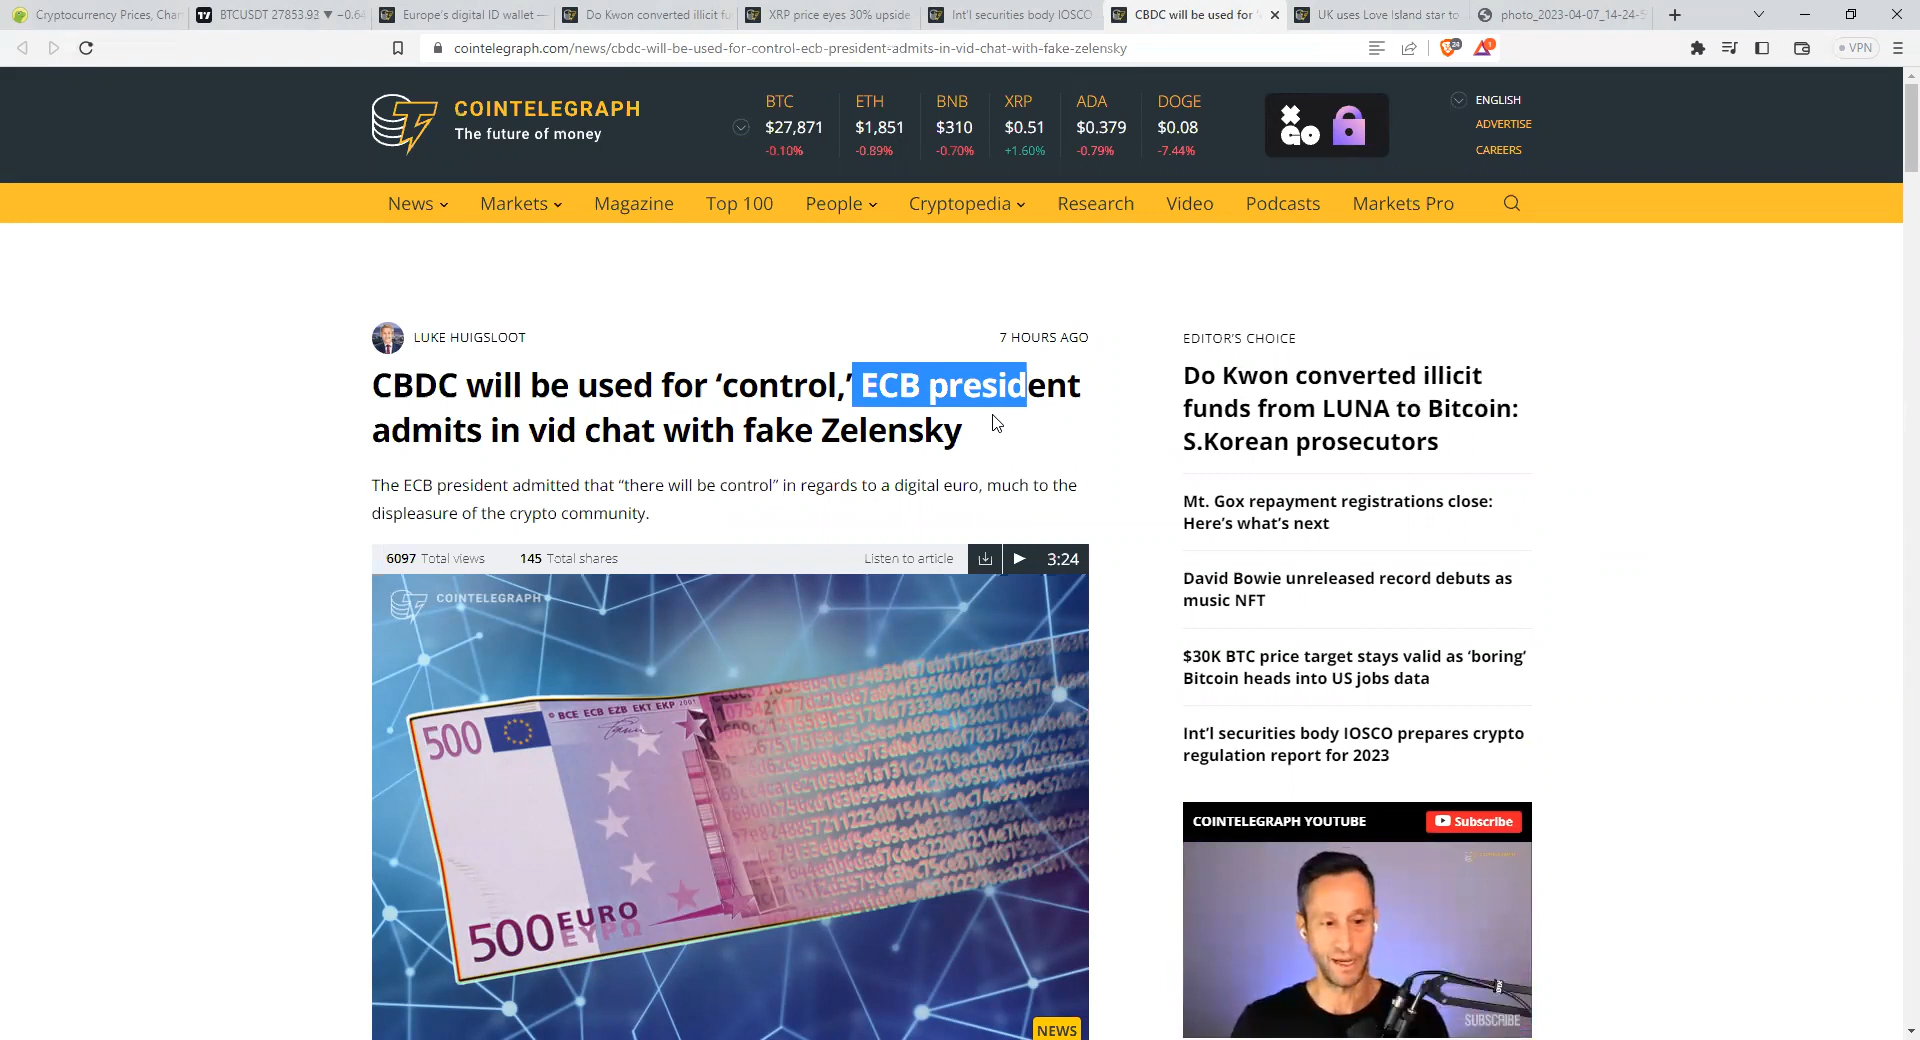 Cryptocurrency Prices, Char
BTCUSDT 27853.93 ▼ −0.64
Europe's digital ID wallet —
Do Kwon converted illicit fu
XRP price eyes 30% upside
Int'l securities body IOSCO
CBDC will be used for '
UK uses Love Island star to
photo_2023-04-07_14-24-5
cointelegraph.com/news/cbdc-will-be-used-for-control-ecb-president-admits-in-vid-chat-with-fake-zelensky
24
1
VPN
COINTELEGRAPH
The future of money
BTC ETH BNB XRP ADA DOGE
$27,871 $1,851 $310 $0.51 $0.379 $0.08
-0.10% -0.89% -0.70% +1.60% -0.79% -7.44%
GO
ENGLISH
ADVERTISE
CAREERS
News Markets Magazine Top 100 People Cryptopedia Research Video Podcasts Markets Pro
LUKE HUIGSLOOT
7 HOURS AGO
CBDC will be used for ‘control,’ ECB president
admits in vid chat with fake Zelensky
The ECB president admitted that “there will be control” in regards to a digital euro, much to the
displeasure of the crypto community.
6097 Total views 145 Total shares Listen to article 3:24
COINTELEGRAPH
500
BCE ECB EZB EKT EKP 2001
500 EURO
ΕΥΡΩ
NEWS
EDITOR’S CHOICE
Do Kwon converted illicit
funds from LUNA to Bitcoin:
S.Korean prosecutors
Mt. Gox repayment registrations close:
Here’s what’s next
David Bowie unreleased record debuts as
music NFT
$30K BTC price target stays valid as ‘boring’
Bitcoin heads into US jobs data
Int’l securities body IOSCO prepares crypto
regulation report for 2023
COINTELEGRAPH YOUTUBE
Subscribe
SUBSCRIBE